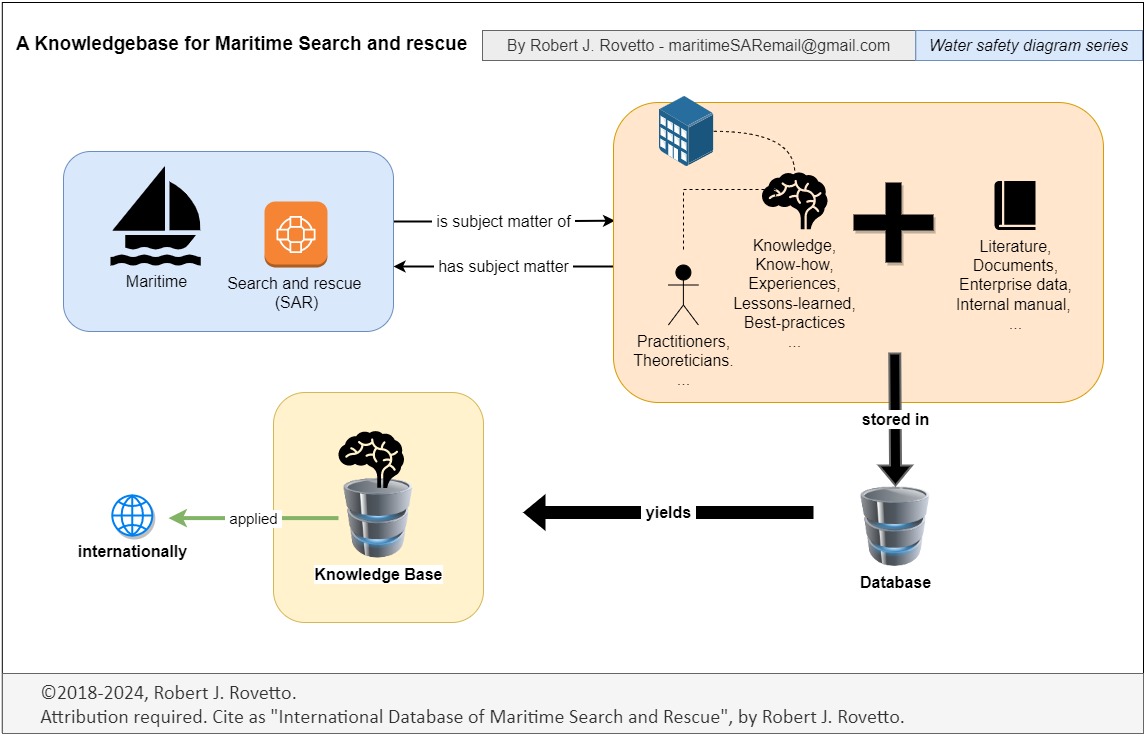 A Knowledgebase for Maritime Search and rescue
By Robert J. Rovetto - maritimeSARemail@gmail.com
Water safety diagram series
Maritime
Search and rescue
(SAR)
is subject matter of
has subject matter
Practitioners,
Theoreticians.
...
Knowledge,
Know-how,
Experiences,
Lessons-learned,
Best-practices
...
Literature,
Documents,
Enterprise data,
Internal manual,
...
stored in
Database
yields
Knowledge Base
applied
internationally
©2018-2024, Robert J. Rovetto.
Attribution required. Cite as "International Database of Maritime Search and Rescue", by Robert J. Rovetto.